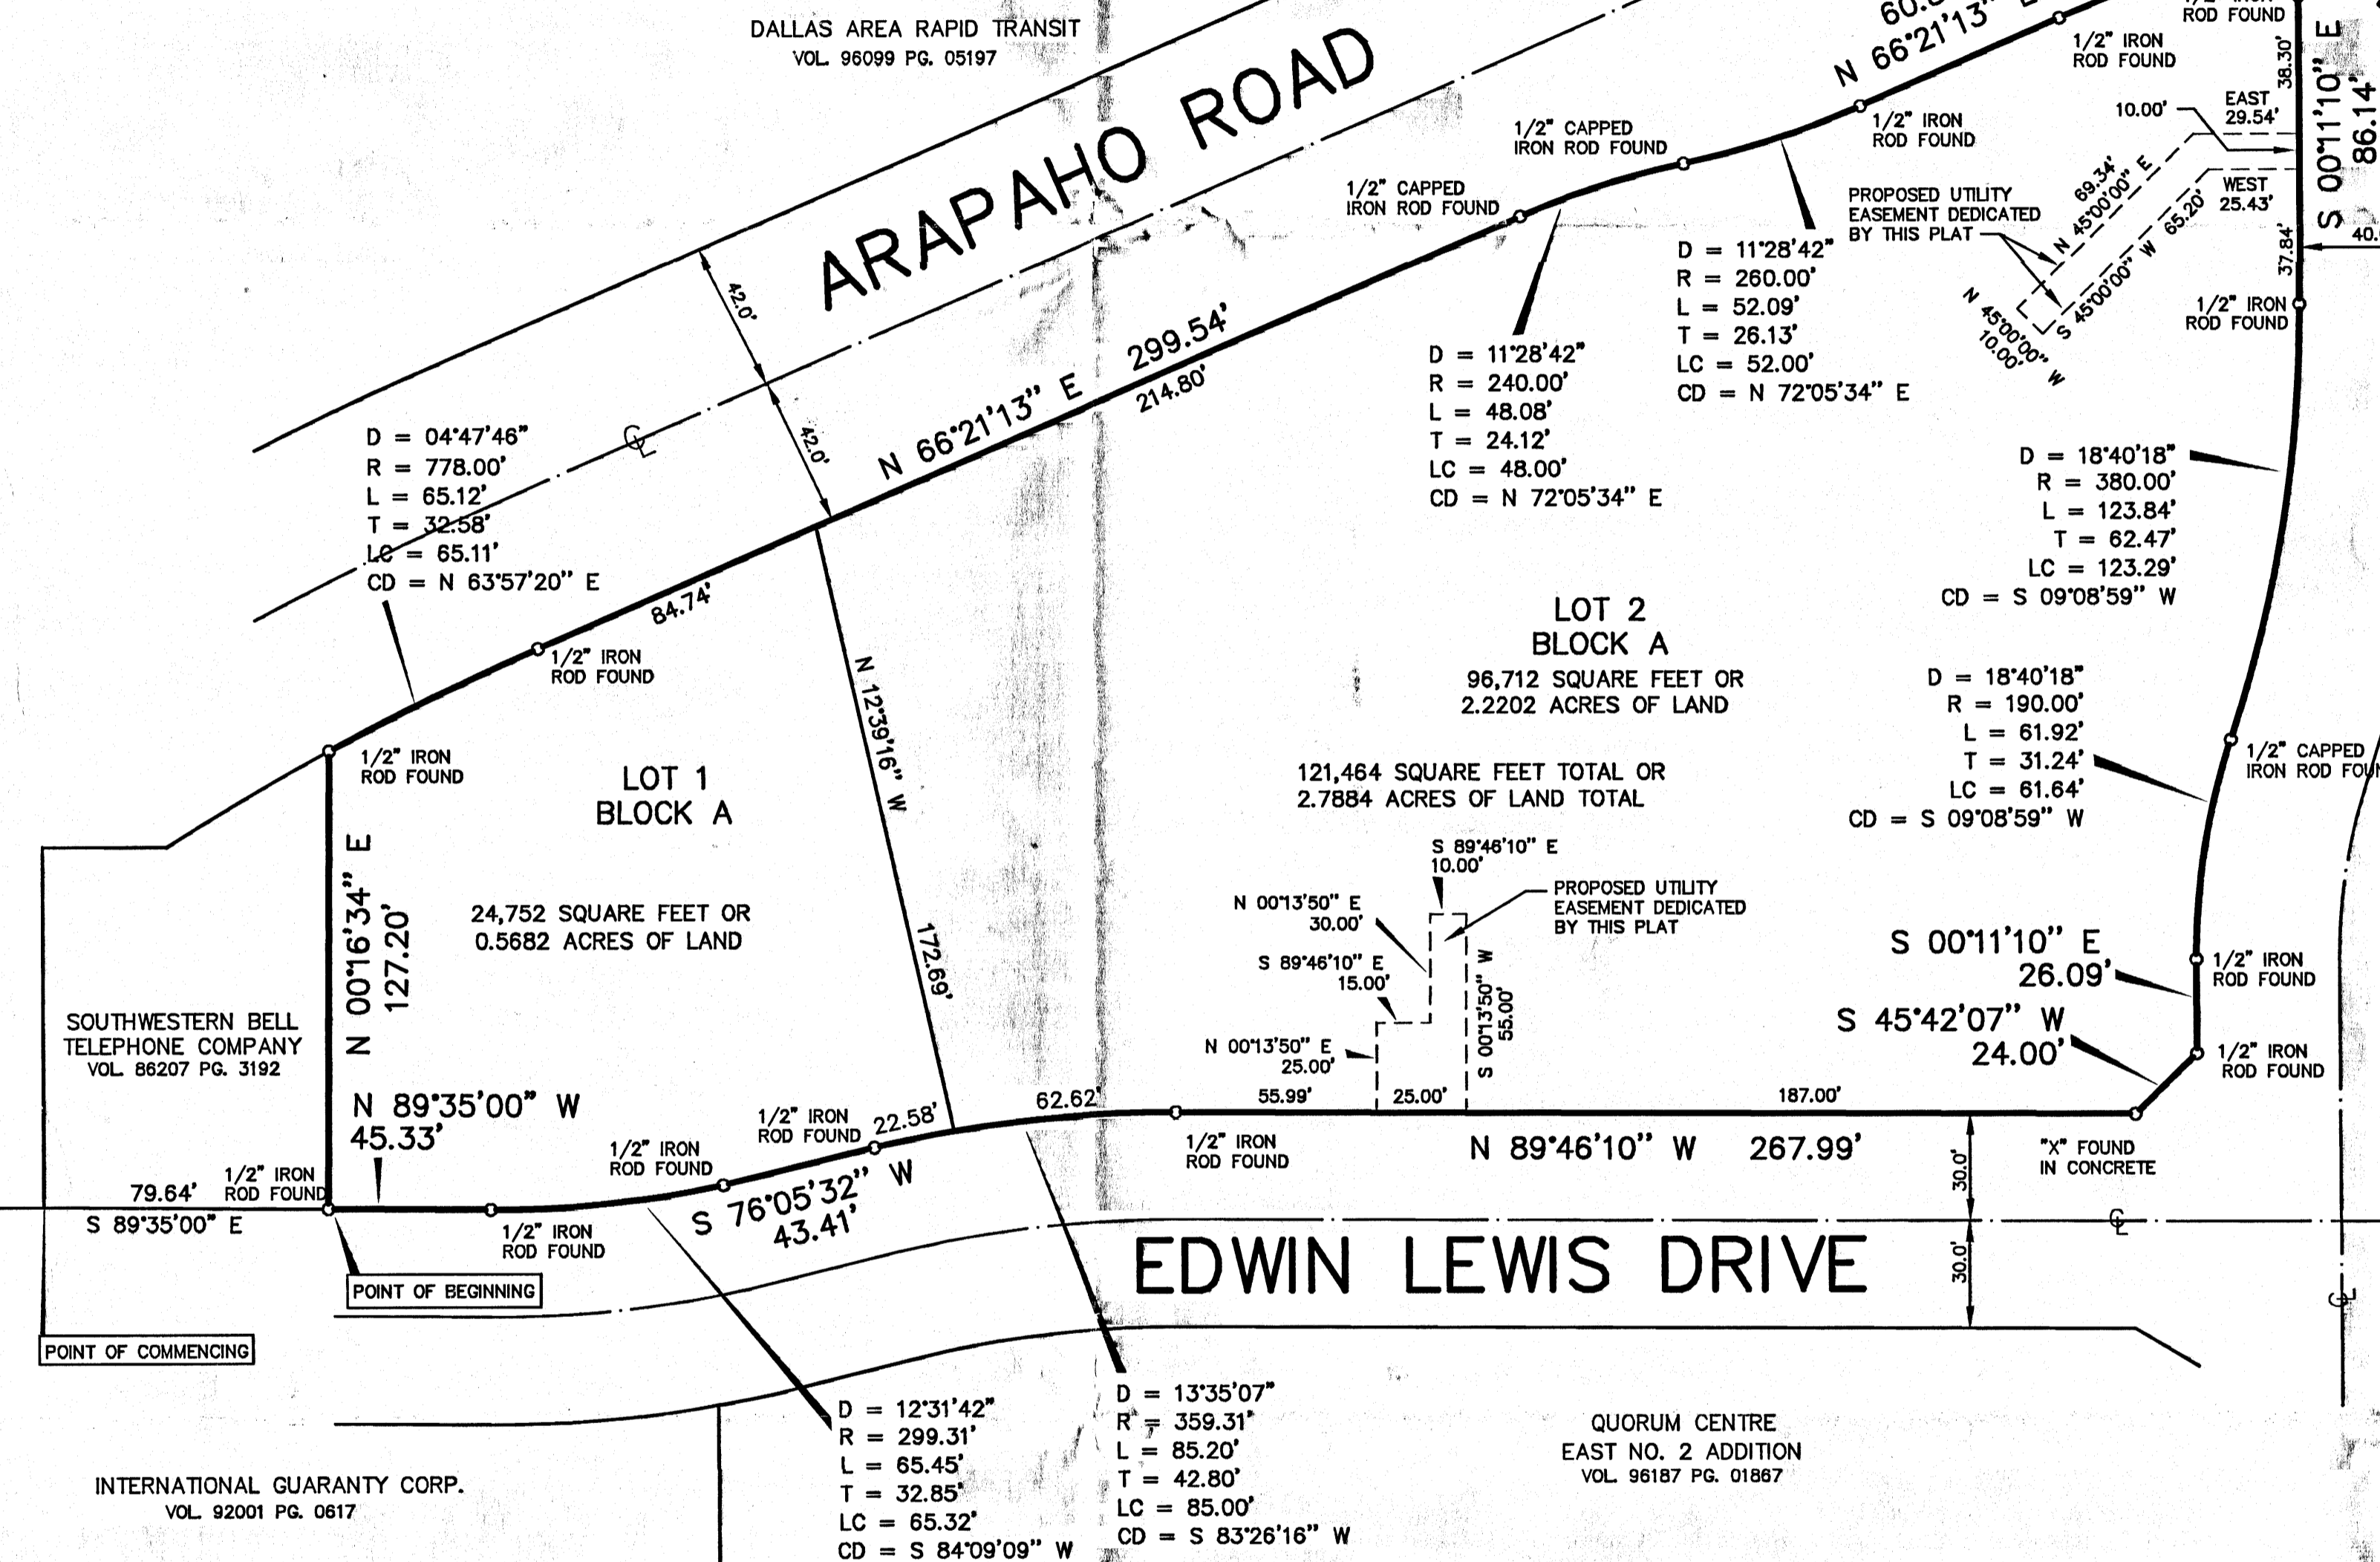 DALLAS AREA RAPID TRANSIT
VOL. 96099 PG. 05197
ARAPAHO ROAD
N 66°21'13"
ROD FOUND
1/2" IRON
ROD FOUND
1/2" IRON
ROD FOUND
38.30'
S 00°11'10" E
86.14'
10.00'
EAST
29.54'
WEST
25.43'
69.34'
N 45°00'00" E
S 45°00'00" W 65.20'
N 45°00'00" W
10.00'
PROPOSED UTILITY
EASEMENT DEDICATED
BY THIS PLAT
37.84'
1/2" IRON
ROD FOUND
1/2" CAPPED
IRON ROD FOUND
1/2" CAPPED
IRON ROD FOUND
D = 11°28'42"
R = 260.00'
L = 52.09'
T = 26.13'
LC = 52.00'
CD = N 72°05'34" E
D = 11°28'42"
R = 240.00'
L = 48.08'
T = 24.12'
LC = 48.00'
CD = N 72°05'34" E
42.0'
42.0'
N 66°21'13" E 299.54'
214.80'
D = 04°47'46"
R = 778.00'
L = 65.12'
T = 32.58'
LC = 65.11'
CD = N 63°57'20" E
84.74'
1/2" IRON
ROD FOUND
1/2" IRON
ROD FOUND
D = 18°40'18"
R = 380.00'
L = 123.84'
T = 62.47'
LC = 123.29'
CD = S 09°08'59" W
LOT 2
BLOCK A
96,712 SQUARE FEET OR
2.2202 ACRES OF LAND
121,464 SQUARE FEET TOTAL OR
2.7884 ACRES OF LAND TOTAL
D = 18°40'18"
R = 190.00'
L = 61.92'
T = 31.24'
LC = 61.64'
CD = S 09°08'59" W
1/2" CAPPED
IRON ROD
LOT 1
BLOCK A
24,752 SQUARE FEET OR
0.5682 ACRES OF LAND
N 12°39'16" W
172.69'
N 00°16'34" E
127.20'
S 89°46'10" E
10.00'
N 00°13'50" E
30.00'
S 89°46'10" E
15.00'
N 00°13'50" E
25.00'
S 00°13'50" W
55.00'
PROPOSED UTILITY
EASEMENT DEDICATED
BY THIS PLAT
S 00°11'10" E
26.09'
S 45°42'07" W
24.00'
1/2" IRON
ROD FOUND
1/2" IRON
ROD FOUND
SOUTHWESTERN BELL
TELEPHONE COMPANY
VOL. 86207 PG. 3192
N 89°35'00" W
45.33'
1/2" IRON
ROD FOUND
79.64'
S 89°35'00" E
1/2" IRON
ROD FOUND
1/2" IRON
ROD FOUND
1/2" IRON
ROD FOUND
22.58'
62.62'
S 76°05'32" W
43.41'
55.99'
25.00'
187.00'
1/2" IRON
ROD FOUND
N 89°46'10" W 267.99'
"X" FOUND
IN CONCRETE
30.0'
30.0'
POINT OF BEGINNING
POINT OF COMMENCING
EDWIN LEWIS DRIVE
D = 12°31'42"
R = 299.31'
L = 65.45'
T = 32.85'
LC = 65.32'
CD = S 84°09'09" W
D = 13°35'07"
R = 359.31'
L = 85.20'
T = 42.80'
LC = 85.00'
CD = S 83°26'16" W
QUORUM CENTRE
EAST NO. 2 ADDITION
VOL. 96187 PG. 01867
INTERNATIONAL GUARANTY CORP.
VOL. 92001 PG. 0617